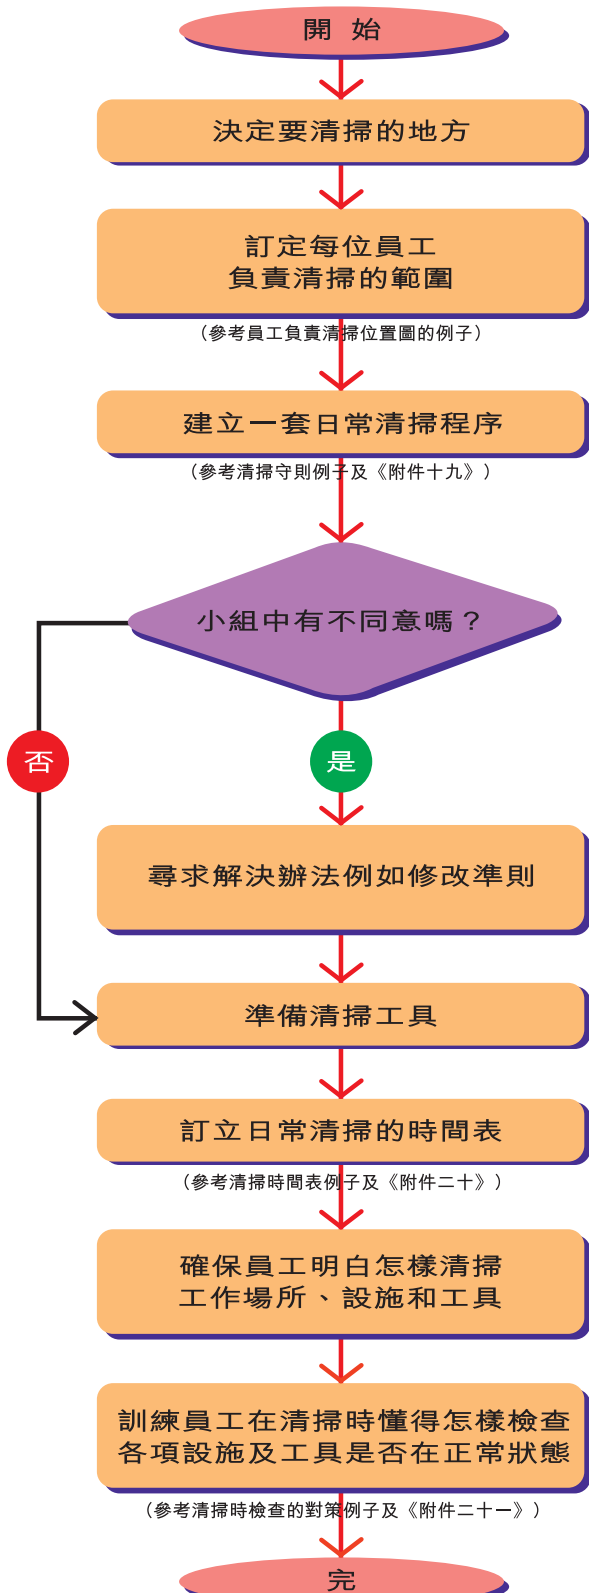 開 始
決定要清掃的地方
訂定每位員工
負責清掃的範圍
（參考員工負責清掃位置圖的例子）
建立一套日常清掃程序
（參考清掃守則例子及《附件十九》）
小組中有不同意嗎？
否
是
尋求解決辦法例如修改準則
準備清掃工具
訂立日常清掃的時間表
（參考清掃時間表例子及《附件二十》）
確保員工明白怎樣清掃
工作場所、設施和工具
訓練員工在清掃時懂得怎樣檢查
各項設施及工具是否在正常狀態
（參考清掃時檢查的對策例子及《附件二十一》）
完